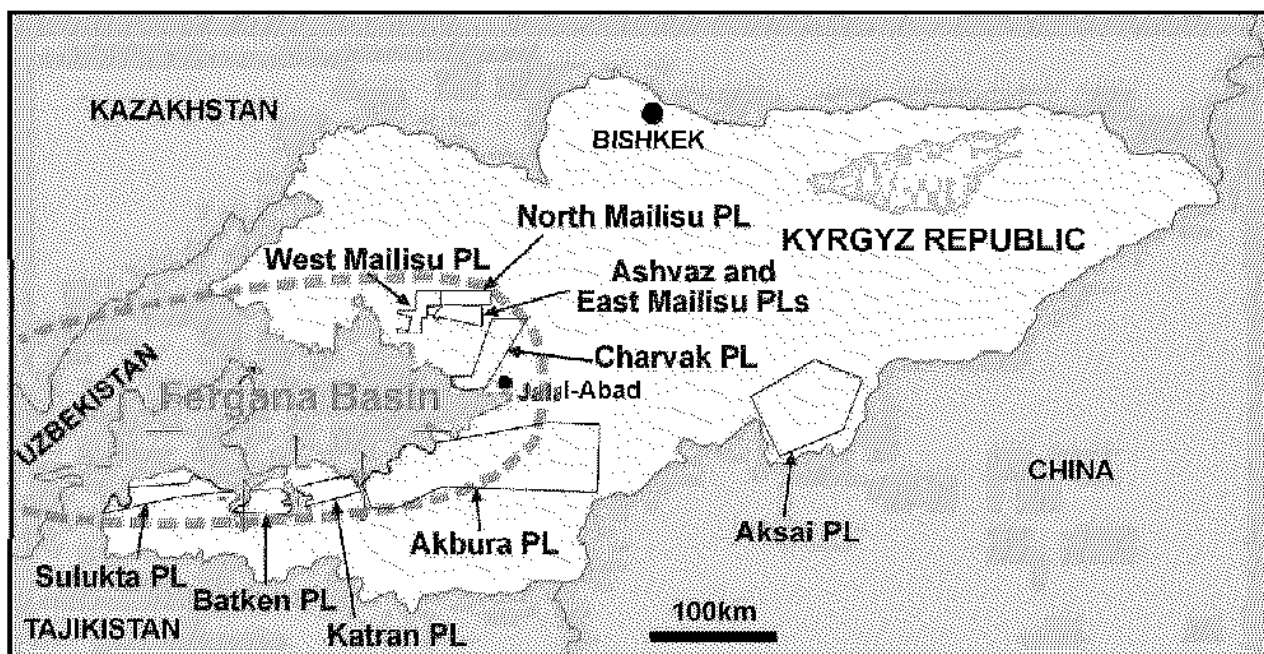 KAZAKHSTAN
BISHKEK
North Mailisu PL
KYRGYZ REPUBLIC
West Mailisu PL
Ashvaz and
East Mailisu PLs
Charvak PL
Jalal-Abad
UZBEKISTAN
Fergana Basin
CHINA
Akbura PL
Aksai PL
Sulukta PL
Batken PL
Katran PL
100km
TAJIKISTAN